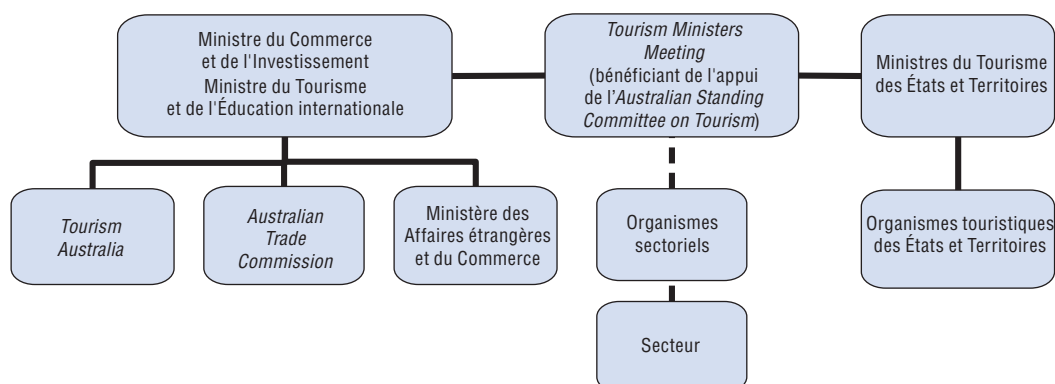 Ministre du Commerce
et de l'Investissement
Ministre du Tourisme
et de l'Éducation internationale
Tourism Ministers
Meeting
(bénéficiant de l'appui
de l'Australian Standing
Committee on Tourism)
Ministres du Tourisme
des États et Territoires
Tourism
Australia
Australian
Trade
Commission
Ministère des
Affaires étrangères
et du Commerce
Organismes
sectoriels
Organismes touristiques
des États et Territoires
Secteur